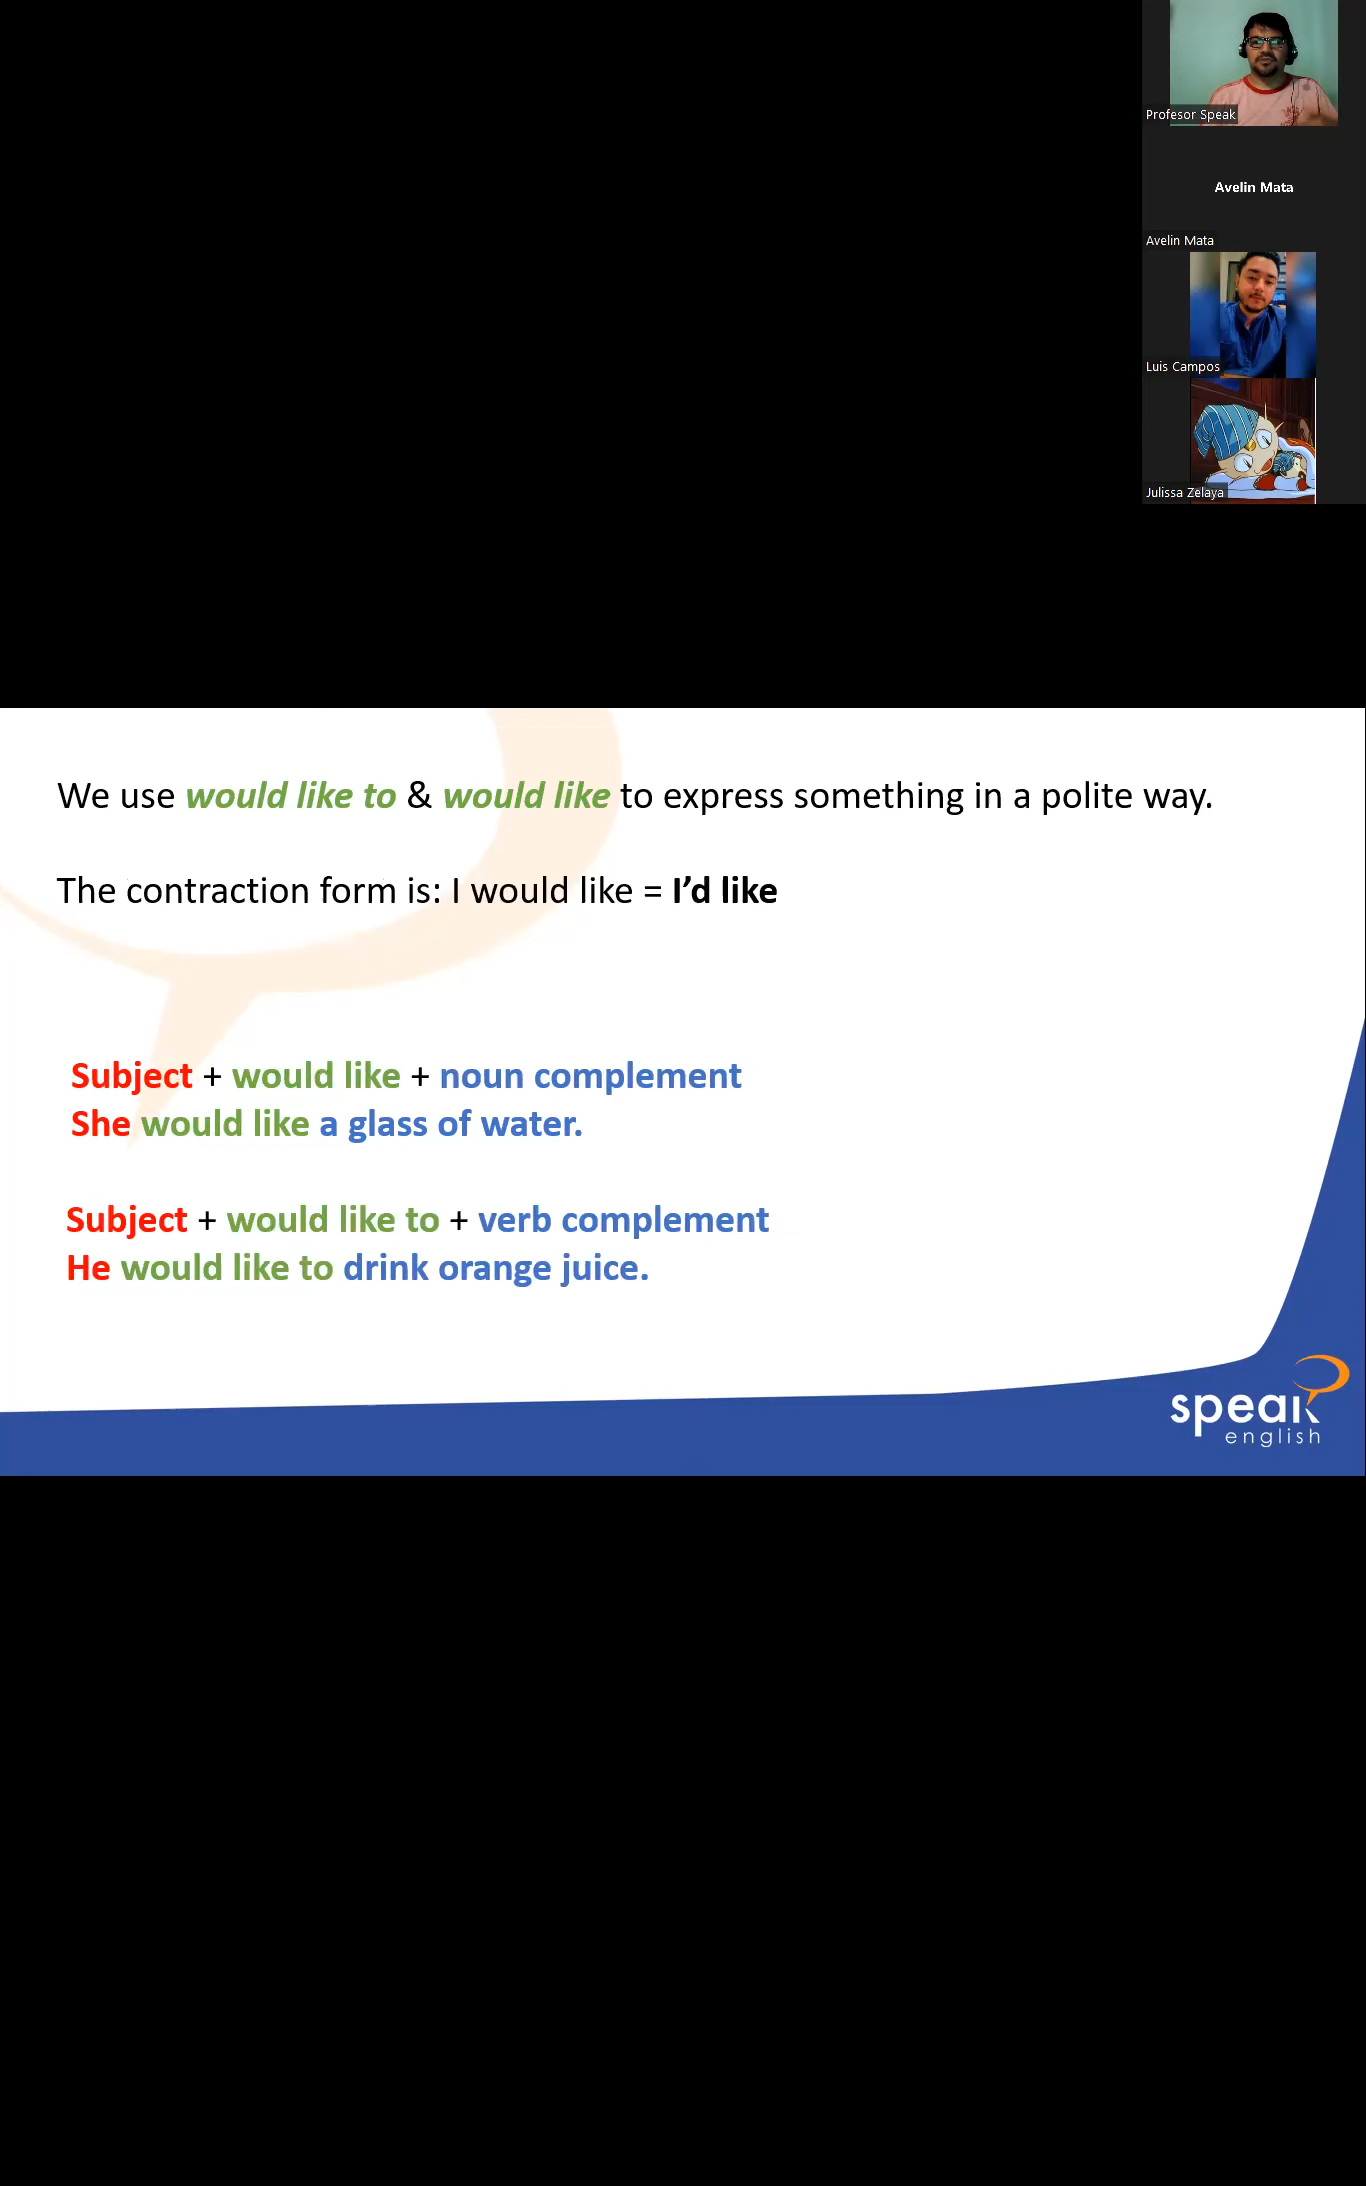 Profesor Speak
Avelin Mata
Avelin Mata
Luis Campos
Julissa Zelaya
We use would like to & would like to express something in a polite way.
The contraction form is: I would like = I’d like
Subject + would like + noun complement
She would like a glass of water.
Subject + would like to + verb complement
He would like to drink orange juice.
speak
english